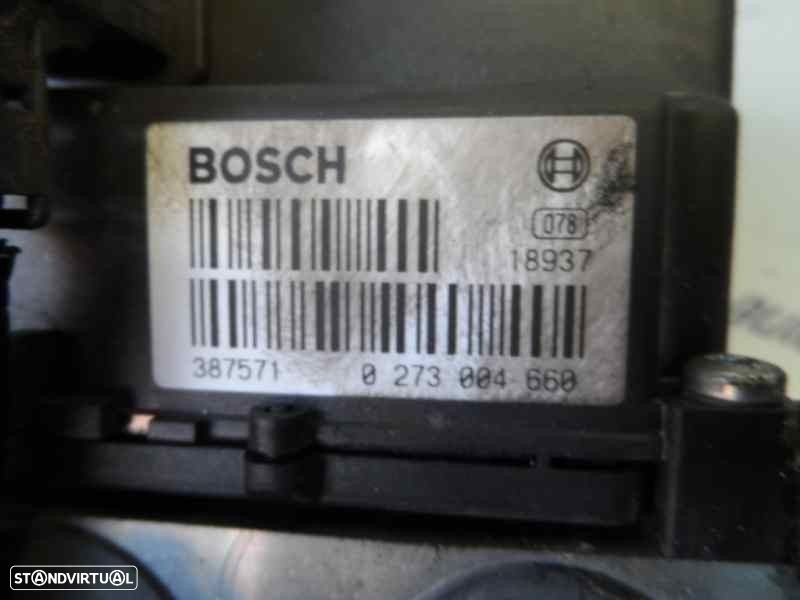 BOSCH
078
18937
387571 0 273 004 660
STANDVIRTUAL